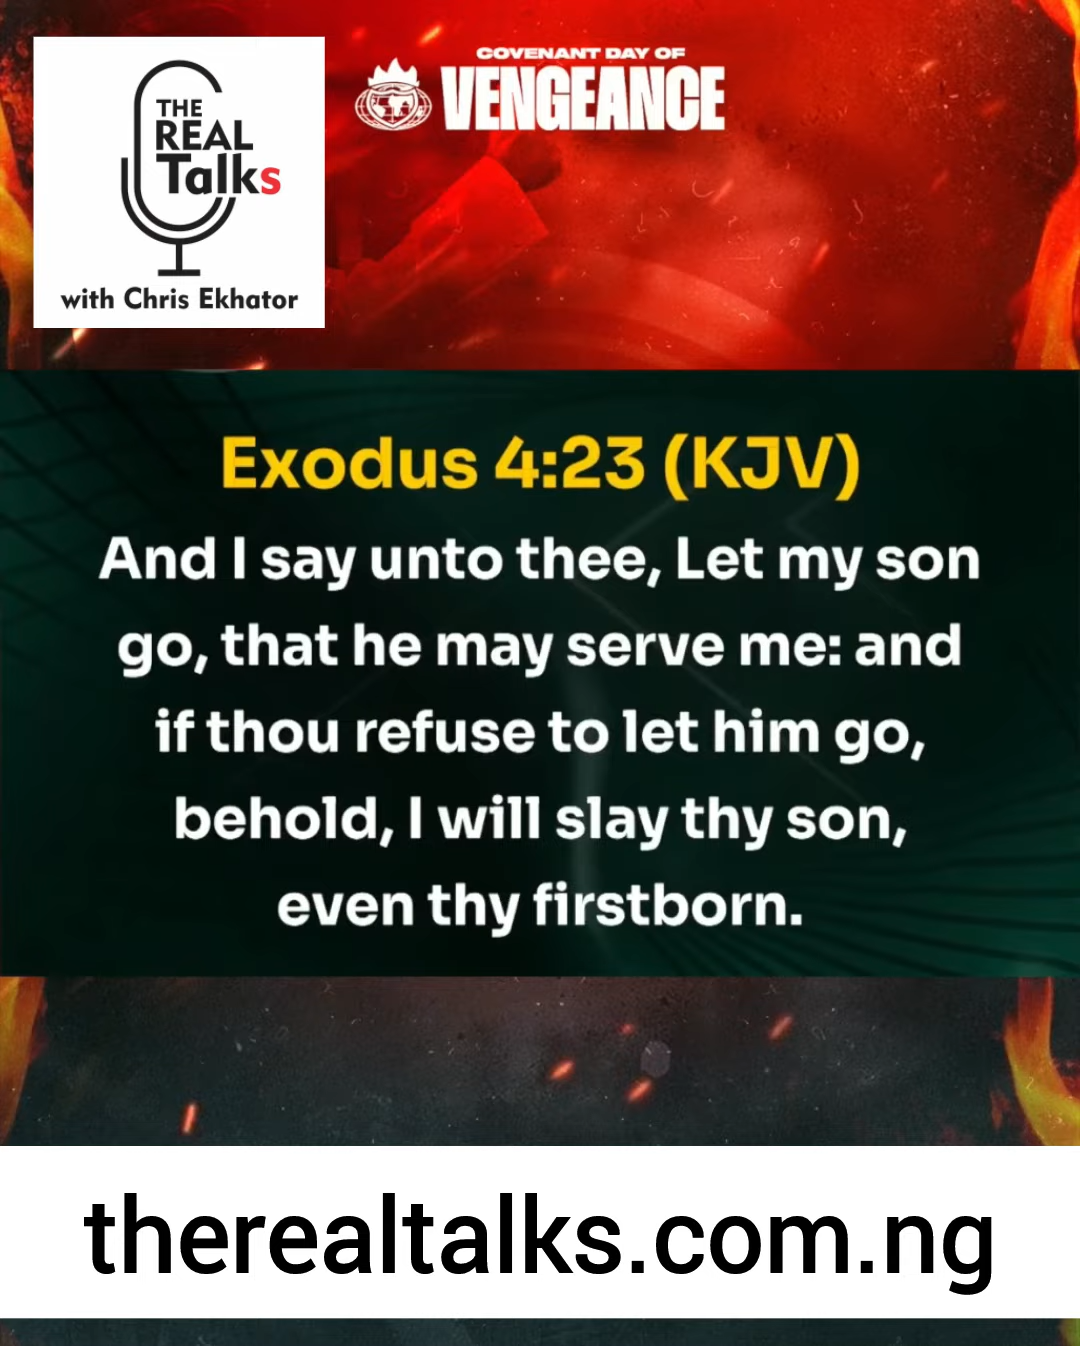 THE
REAL
Talks
with Chris Ekhator
COVENANT DAY OF
VENGEANCE
Exodus 4:23 (KJV)
And I say unto thee, Let my son
go, that he may serve me: and
if thou refuse to let him go,
behold, I will slay thy son,
even thy firstborn.
therealtalks.com.ng